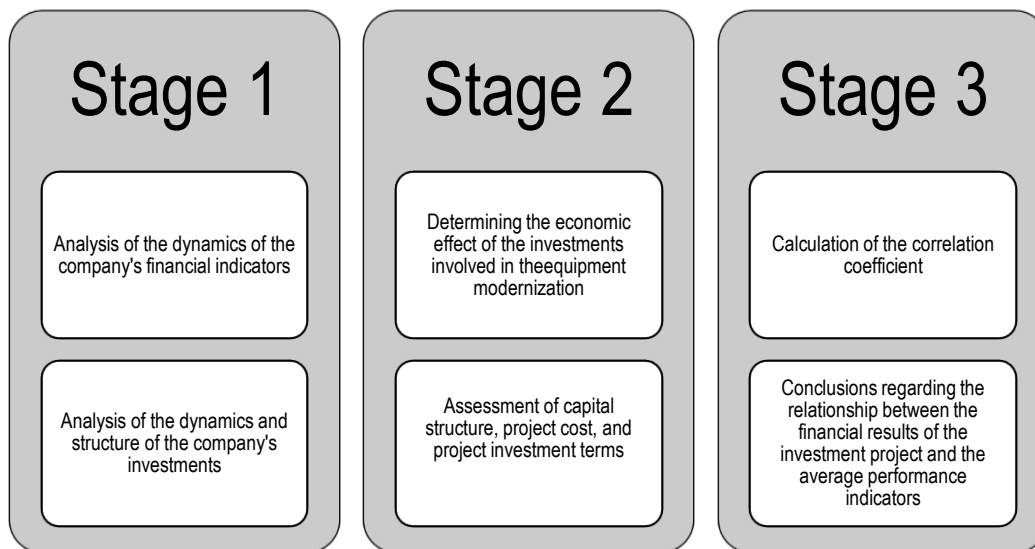 Stage 1
Analysis of the dynamics of the
company's financial indicators
Analysis of the dynamics and
structure of the company's
investments
Stage 2
Determining the economic
effect of the investments
involved in theequipment
modernization
Assessment of capital
structure, project cost, and
project investment terms
Stage 3
Calculation of the correlation
coefficient
Conclusions regarding the
relationship between the
financial results of the
investment project and the
average performance
indicators